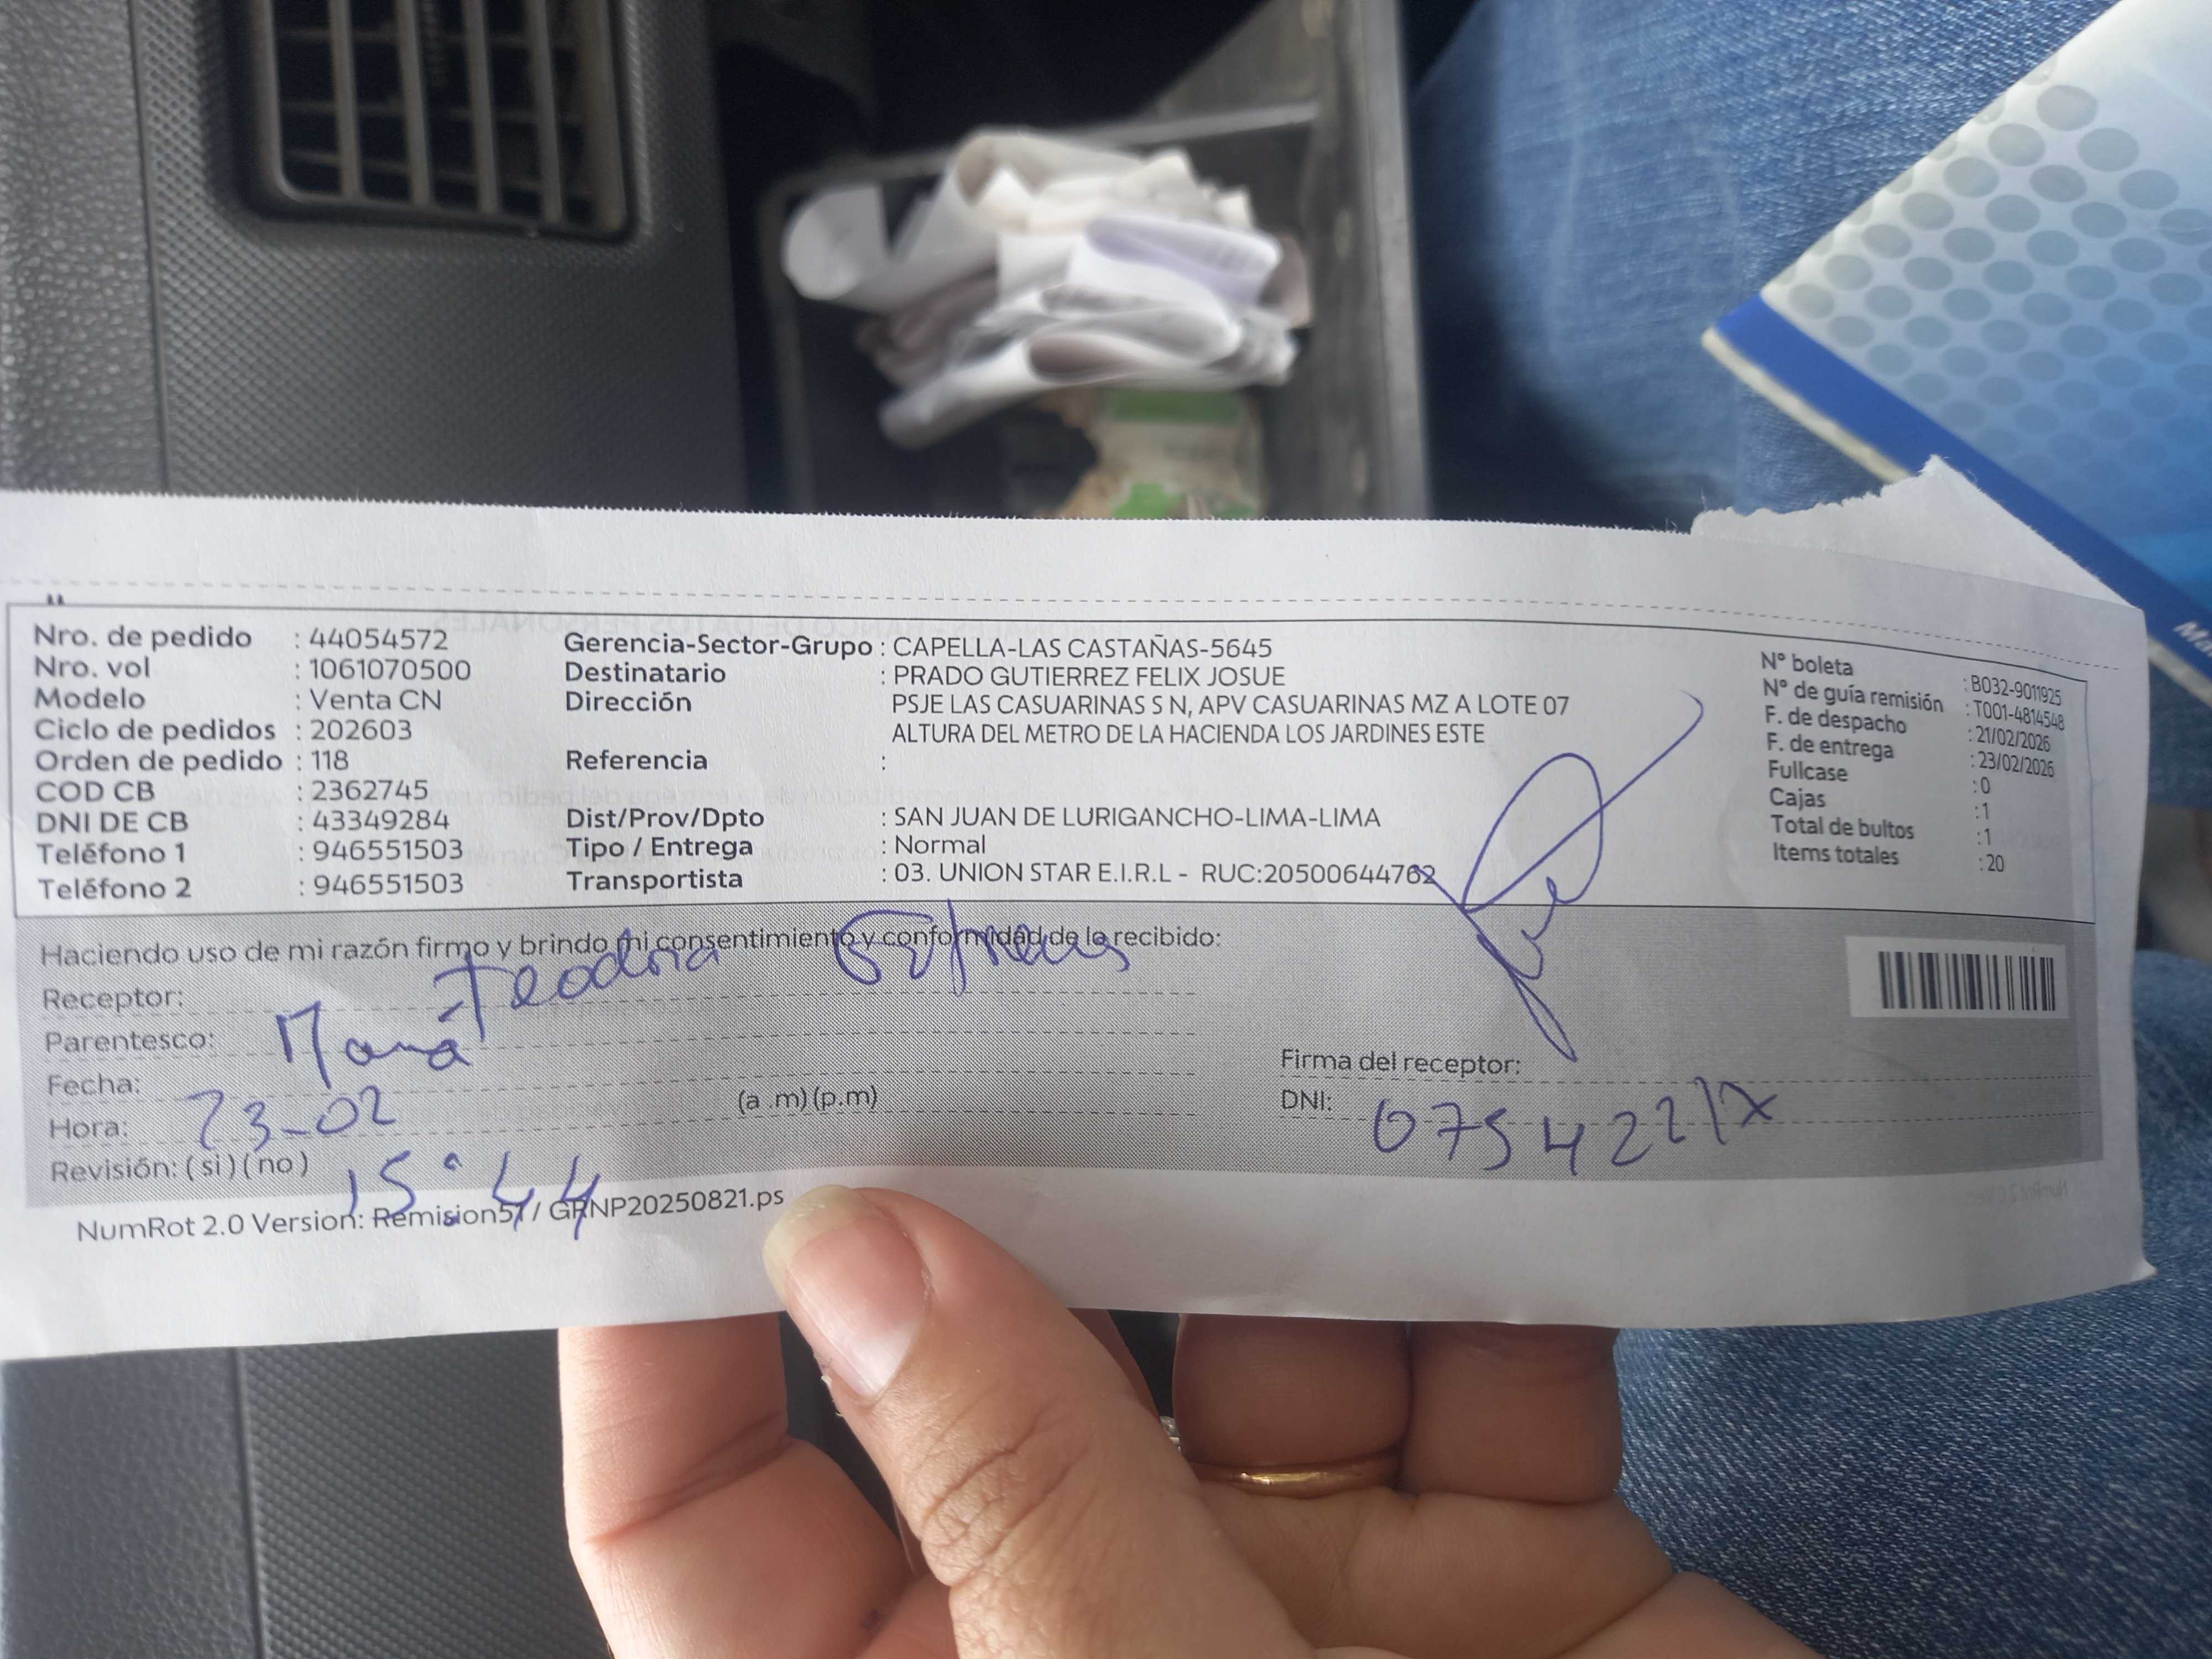 Nro. de pedido : 44054572
Nro. vol : 1061070500
Modelo : Venta CN
Ciclo de pedidos : 202603
Orden de pedido : 118
COD CB : 2362745
DNI DE CB : 43349284
Teléfono 1 : 946551503
Teléfono 2 : 946551503
Gerencia-Sector-Grupo : CAPELLA-LAS CASTAÑAS-5645
Destinatario : PRADO GUTIERREZ FELIX JOSUE
Dirección PSJE LAS CASUARINAS S N, APV CASUARINAS MZ A LOTE 07
ALTURA DEL METRO DE LA HACIENDA LOS JARDINES ESTE
Referencia :
Dist/Prov/Dpto : SAN JUAN DE LURIGANCHO-LIMA-LIMA
Tipo / Entrega : Normal
Transportista : 03. UNION STAR E.I.R.L - RUC:20500644762
N° boleta : B032-9011925
N° de guía remisión : T001-4814548
F. de despacho : 21/02/2026
F. de entrega : 23/02/2026
Fullcase : 0
Cajas : 1
Total de bultos : 1
Items totales : 20
Haciendo uso de mi razón firmo y brindo mi consentimiento y conformidad de lo recibido:
Receptor:
Parentesco: Mamá
Fecha: 23-02
Hora: 15:44 (a .m) (p.m)
Revisión: ( si ) ( no )
Firma del receptor:
DNI:
NumRot 2.0 Version: Remision57 / GRNP20250821.ps